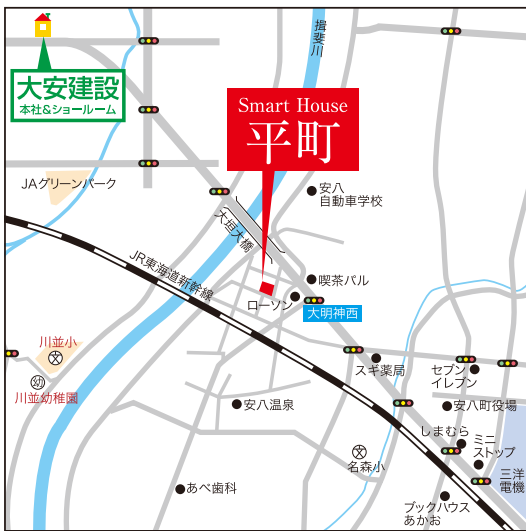 大安建設
本社&ショールーム
揖斐川
Smart House
平町
JAグリーンパーク
安八
自動車学校
大垣大橋
JR東海道新幹線
喫茶パル
ローソン
大明神西
川並小
文
幼
川並幼稚園
スギ薬局
セブン
イレブン
安八温泉
安八町役場
しまむら
ミニ
ストップ
文
名森小
三洋
電機
あべ歯科
ブックハウス
あかお